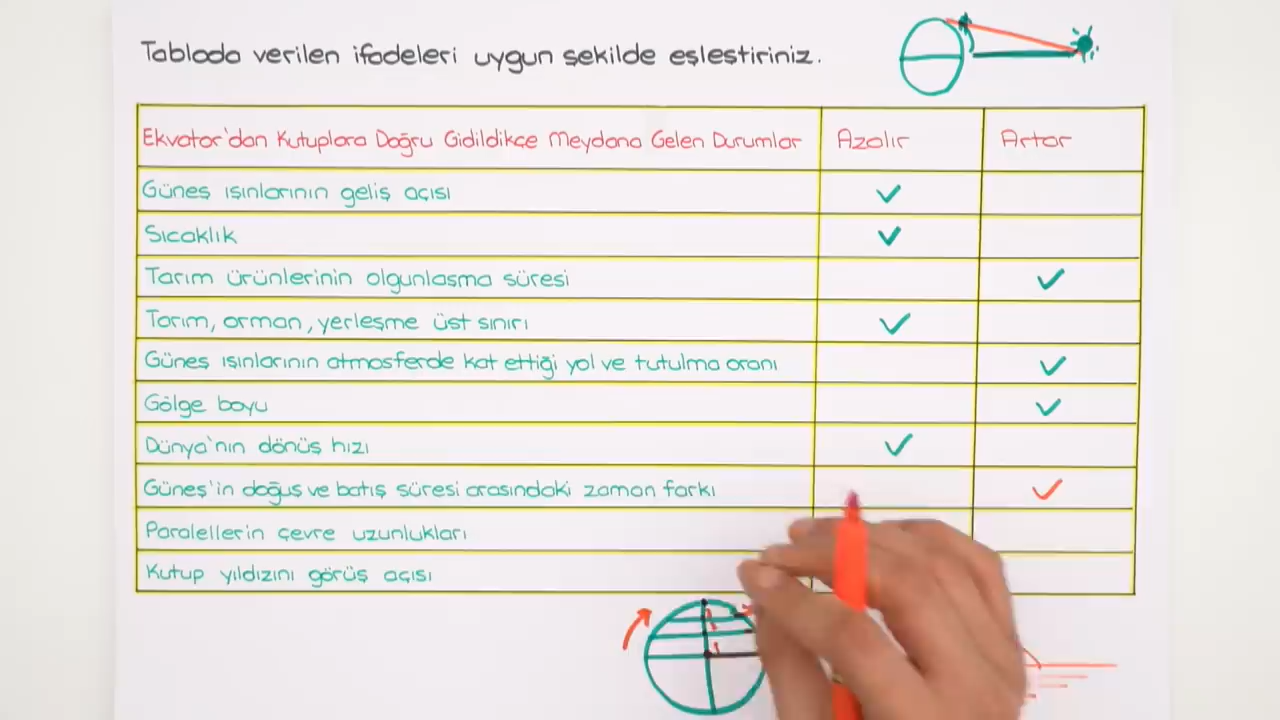 Tabloda verilen ifadeleri uygun şekilde eşleştiriniz.
Ekvator'dan Kutuplara Doğru Gidildikçe Meydana Gelen Durumlar Azalır Artar
Güneş ışınlarının geliş açısı ✓
Sıcaklık ✓
Tarım ürünlerinin olgunlaşma süresi ✓
Tarım, orman, yerleşme üst sınırı ✓
Güneş ışınlarının atmosferde kat ettiği yol ve tutulma oranı ✓
Gölge boyu ✓
Dünya'nın dönüş hızı ✓
Güneş'in doğuş ve batış süresi arasındaki zaman farkı ✓
Paralellerin çevre uzunlukları
Kutup yıldızını görüş açısı